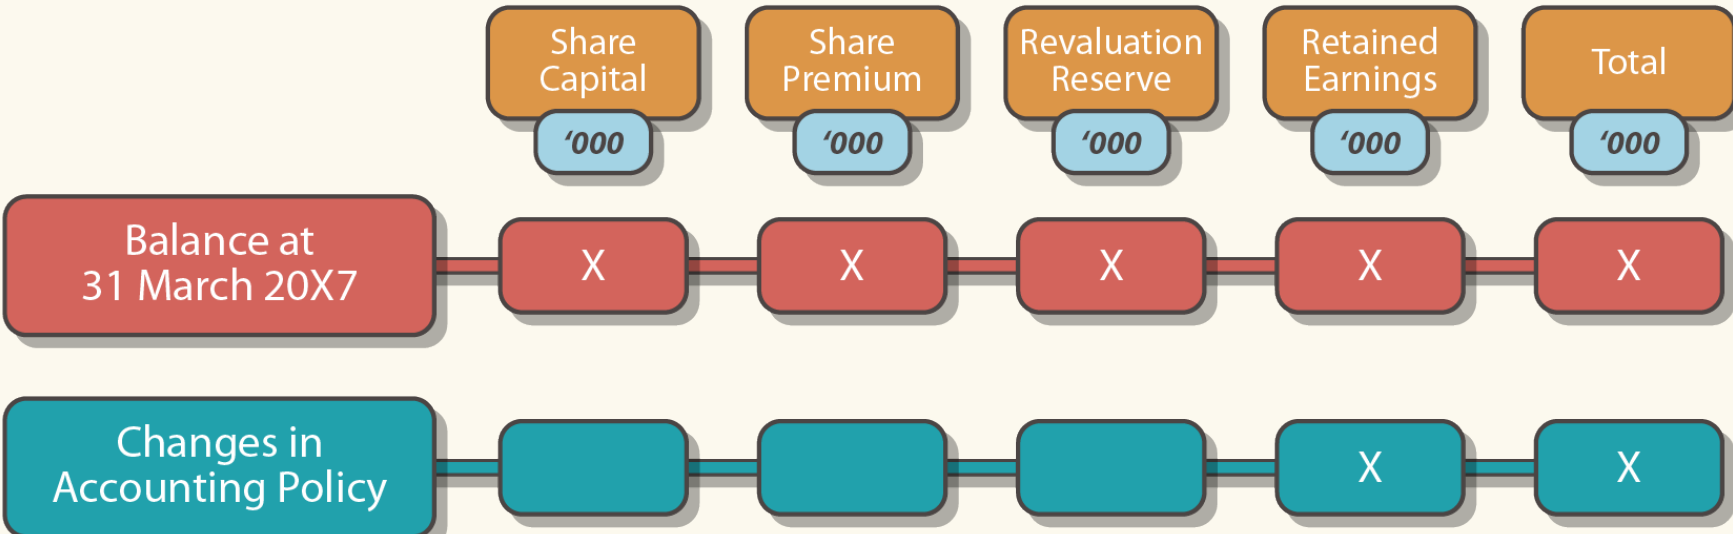 Share
Capital
Share
Premium
Revaluation
Reserve
Retained
Earnings
Total
‘000
‘000
‘000
‘000
‘000
Balance at
31 March 20X7
X
X
X
X
X
Changes in
Accounting Policy
X
X